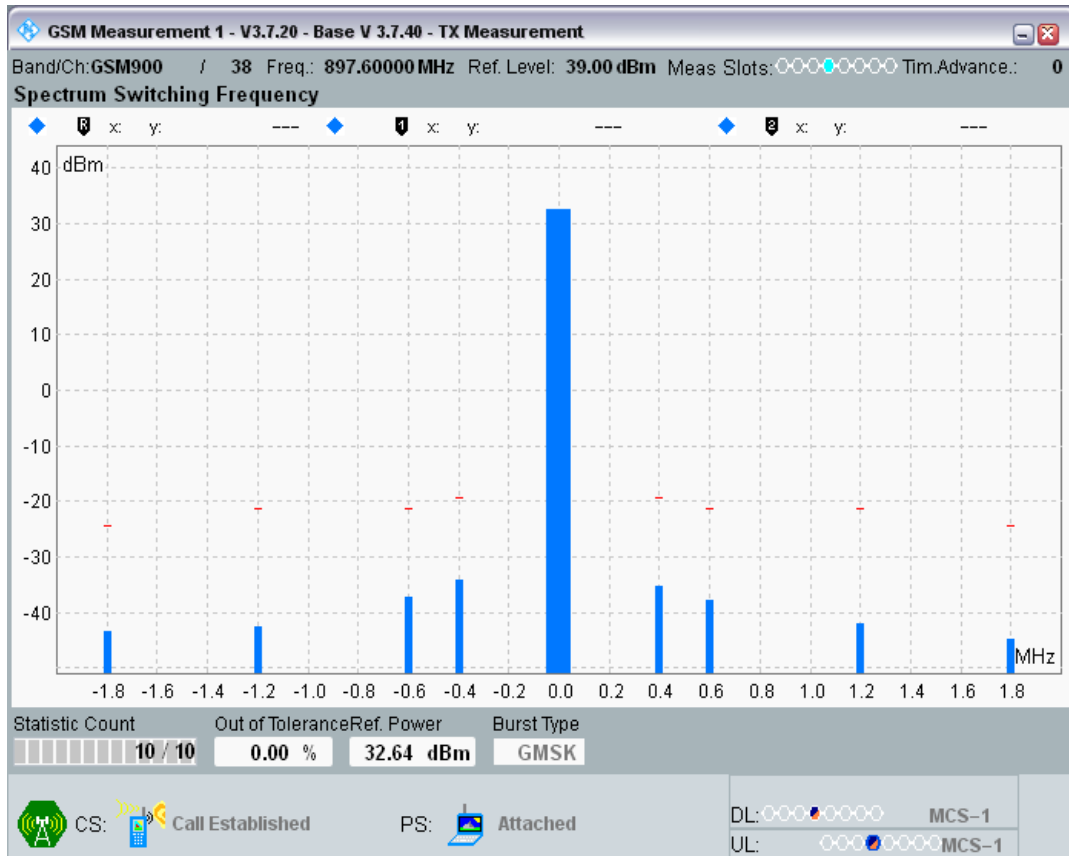 GSM Measurement 1 - V3.7.20 - Base V 3.7.40 - TX Measurement
Band/Ch:GSM900 / 38 Freq.: 897.60000 MHz Ref. Level: 39.00 dBm Meas Slots: Tim.Advance.: 0
Spectrum Switching Frequency
R x: y: --- 1 x: y: --- 2 x: y: ---
dBm
40
30
20
10
0
-10
-20
-30
-40
MHz
-1.8 -1.6 -1.4 -1.2 -1.0 -0.8 -0.6 -0.4 -0.2 0.0 0.2 0.4 0.6 0.8 1.0 1.2 1.4 1.6 1.8
Statistic Count Out of Tolerance Ref. Power Burst Type
10 / 10 0.00 % 32.64 dBm GMSK
CS: Call Established PS: Attached
DL: MCS-1
UL: MCS-1